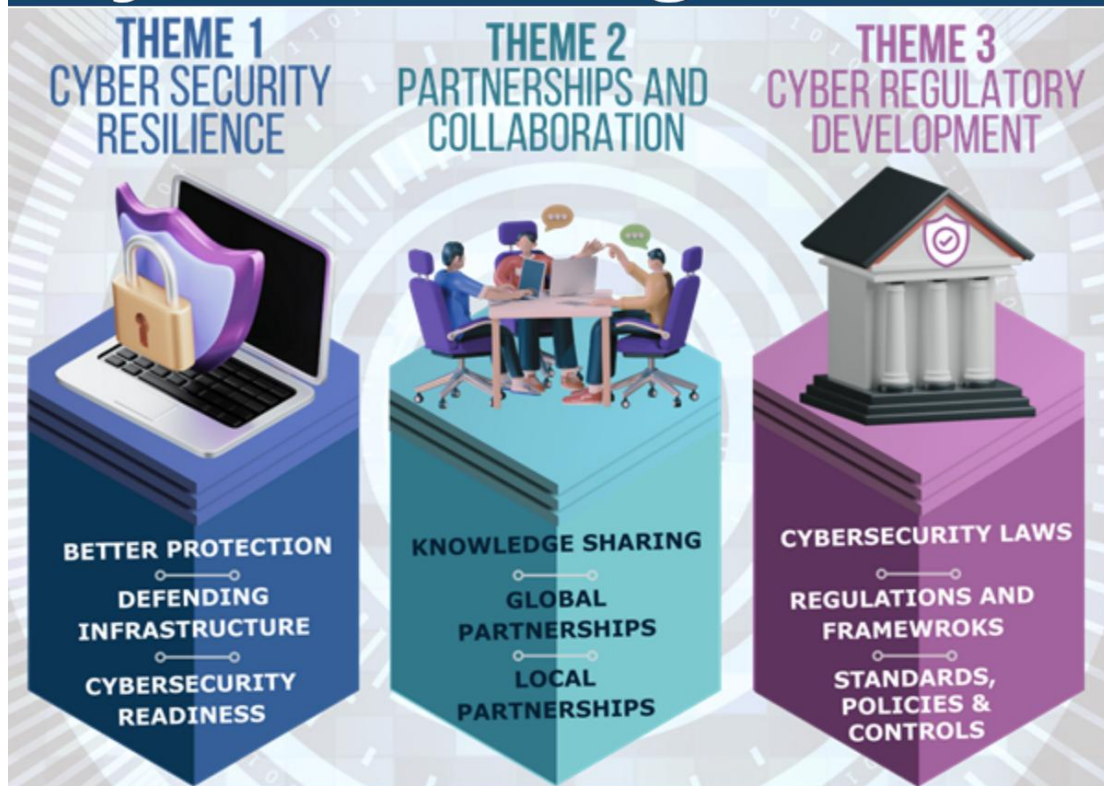 THEME 1
CYBER SECURITY
RESILIENCE
BETTER PROTECTION
DEFENDING
INFRASTRUCTURE
CYBERSECURITY
READINESS
THEME 2
PARTNERSHIPS AND
COLLABORATION
KNOWLEDGE SHARING
GLOBAL
PARTNERSHIPS
LOCAL
PARTNERSHIPS
THEME 3
CYBER REGULATORY
DEVELOPMENT
CYBERSECURITY LAWS
REGULATIONS AND
FRAMEWROKS
STANDARDS,
POLICIES &
CONTROLS